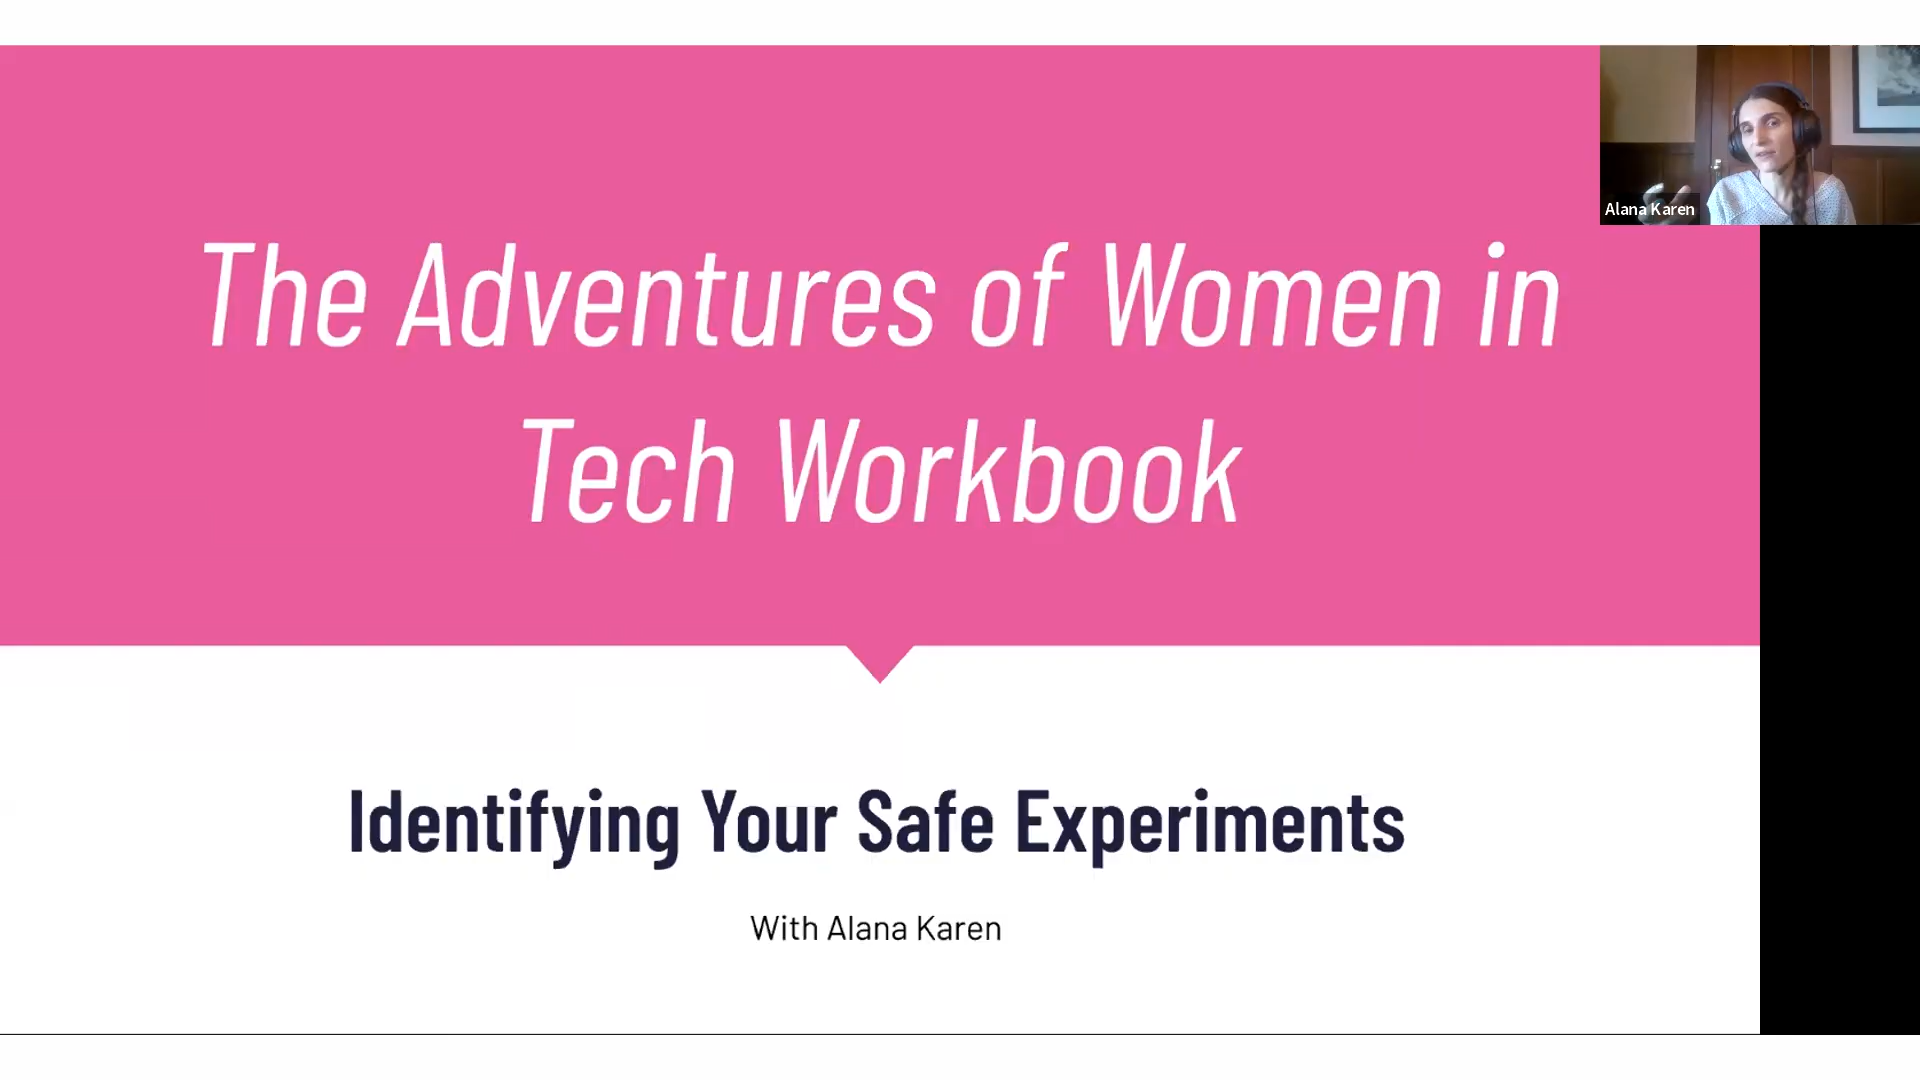 Alana Karen
The Adventures of Women in
Tech Workbook
Identifying Your Safe Experiments
With Alana Karen